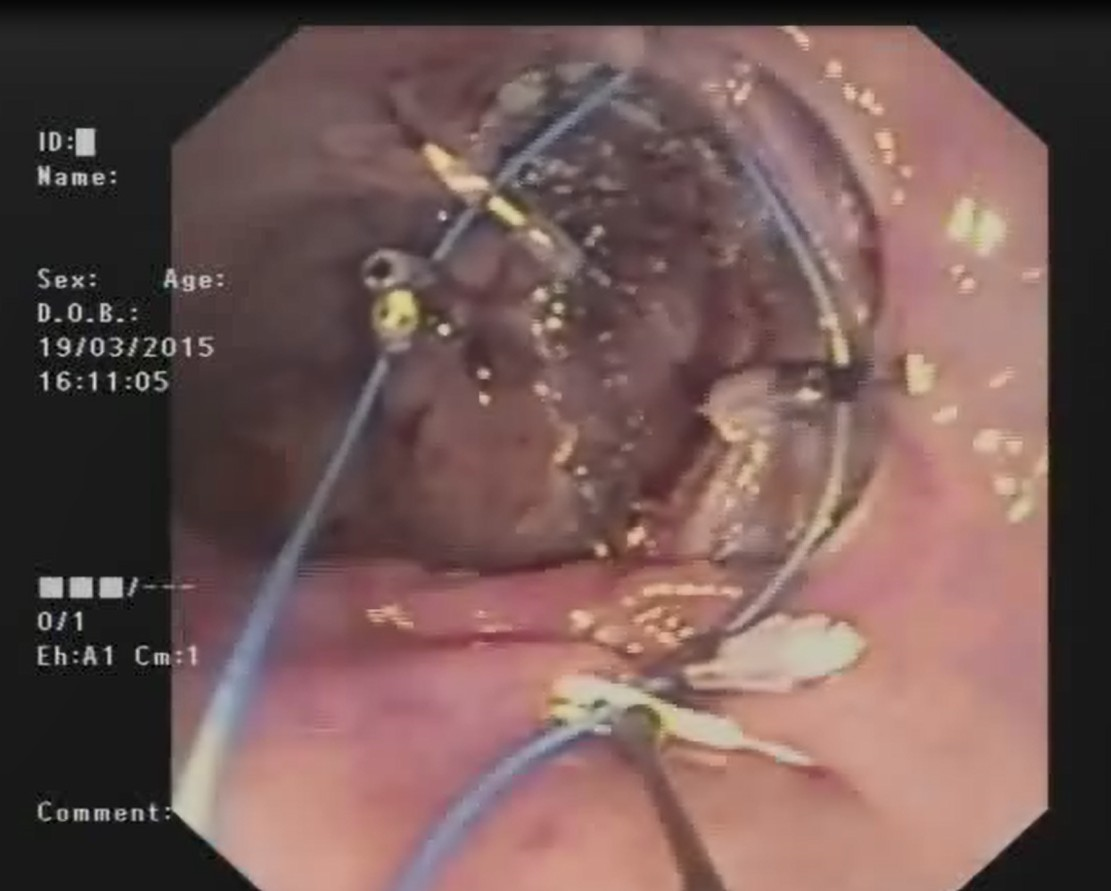 ID:
Name:
Sex: Age:
D.O.B.:
19/03/2015
16:11:05
■■■/---
0/1
Eh:A1 Cm:1
Comment: